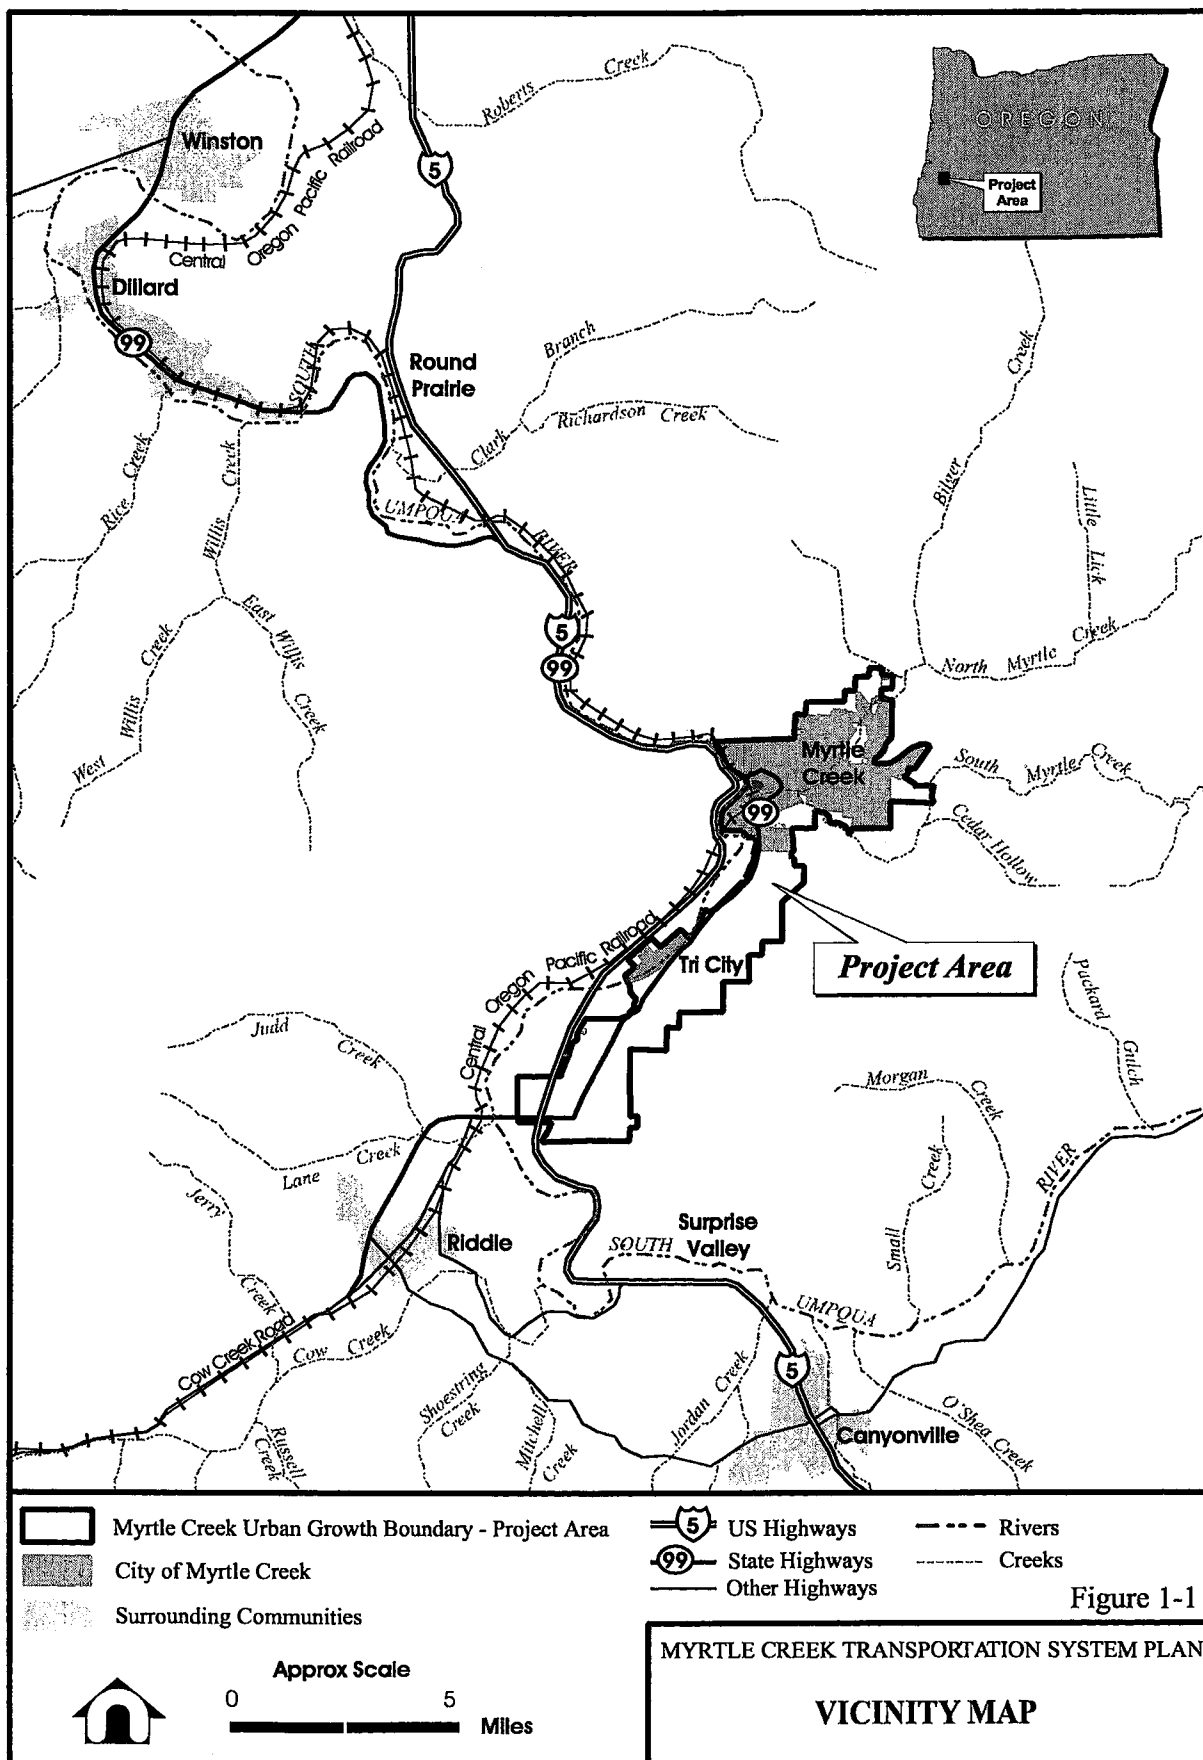 Roberts Creek
OREGON
Project
Area
Winston
Central Oregon Pacific Railroad
5
Dillard
99
SOUTH
Round
Prairie
Clark Branch
Richardson Creek
UMPQUA
RIVER
Rice Creek
Willis Creek
East Willis Creek
West Willis Creek
Bilger Creek
Little Lick
5
99
North Myrtle Creek
Myrtle
Creek
South Myrtle Creek
99
Cedar Hollow
Project Area
Tri City
Central Oregon Pacific Railroad
Packard Gulch
Judd Creek
Morgan Creek
Lane Creek
Jerry Creek
Small Creek
RIVER
Riddle
Surprise
Valley
SOUTH
UMPQUA
Cow Creek Road
Cow Creek
Shoestring
Creek
Mitchell
Creek
Jordan Creek
5
O'Shea Creek
Russell
Creek
Canyonville
Myrtle Creek Urban Growth Boundary - Project Area
City of Myrtle Creek
Surrounding Communities
5 US Highways
99 State Highways
Other Highways
Rivers
Creeks
Figure 1-1
Approx Scale
0 5
Miles
MYRTLE CREEK TRANSPORTATION SYSTEM PLAN
VICINITY MAP